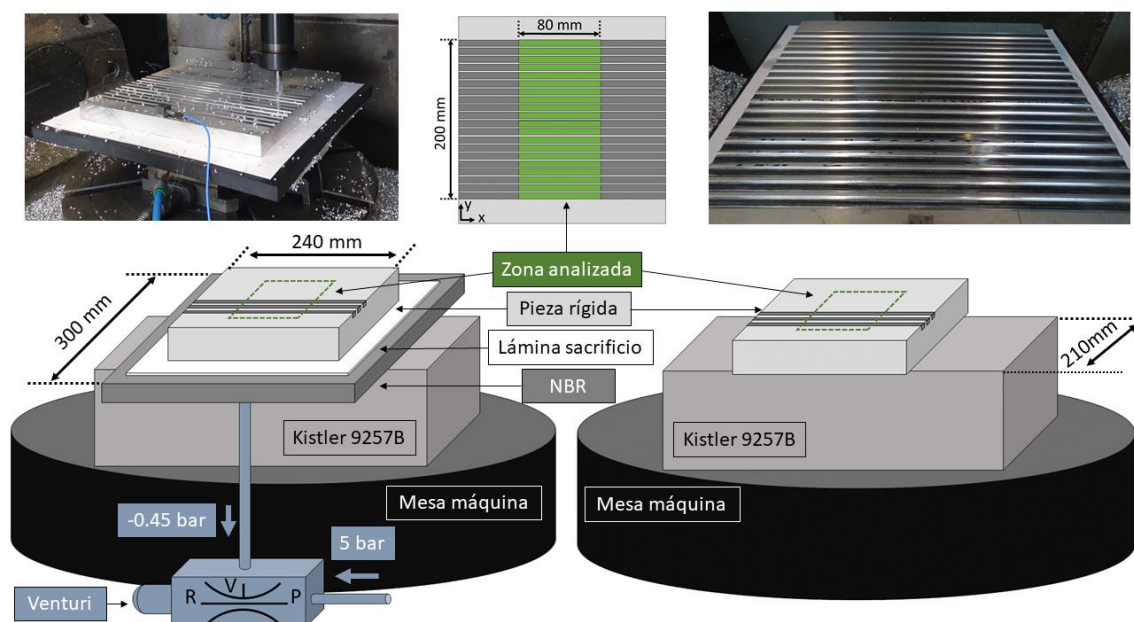 80 mm
200 mm
y
x
240 mm
300 mm
Zona analizada
Pieza rígida
Lámina sacrificio
NBR
210mm
Kistler 9257B
Kistler 9257B
Mesa máquina
Mesa máquina
-0.45 bar
5 bar
Venturi
R
V
P